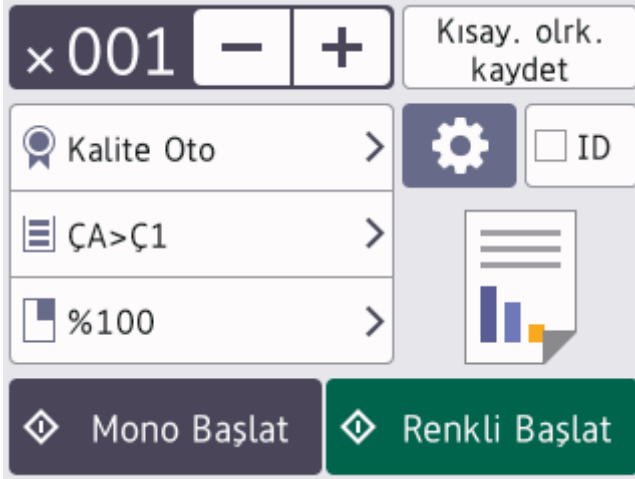 ×001 − +
Kısay. olrk.
kaydet
Kalite Oto
ID
ÇA>Ç1
%100
Mono Başlat
Renkli Başlat